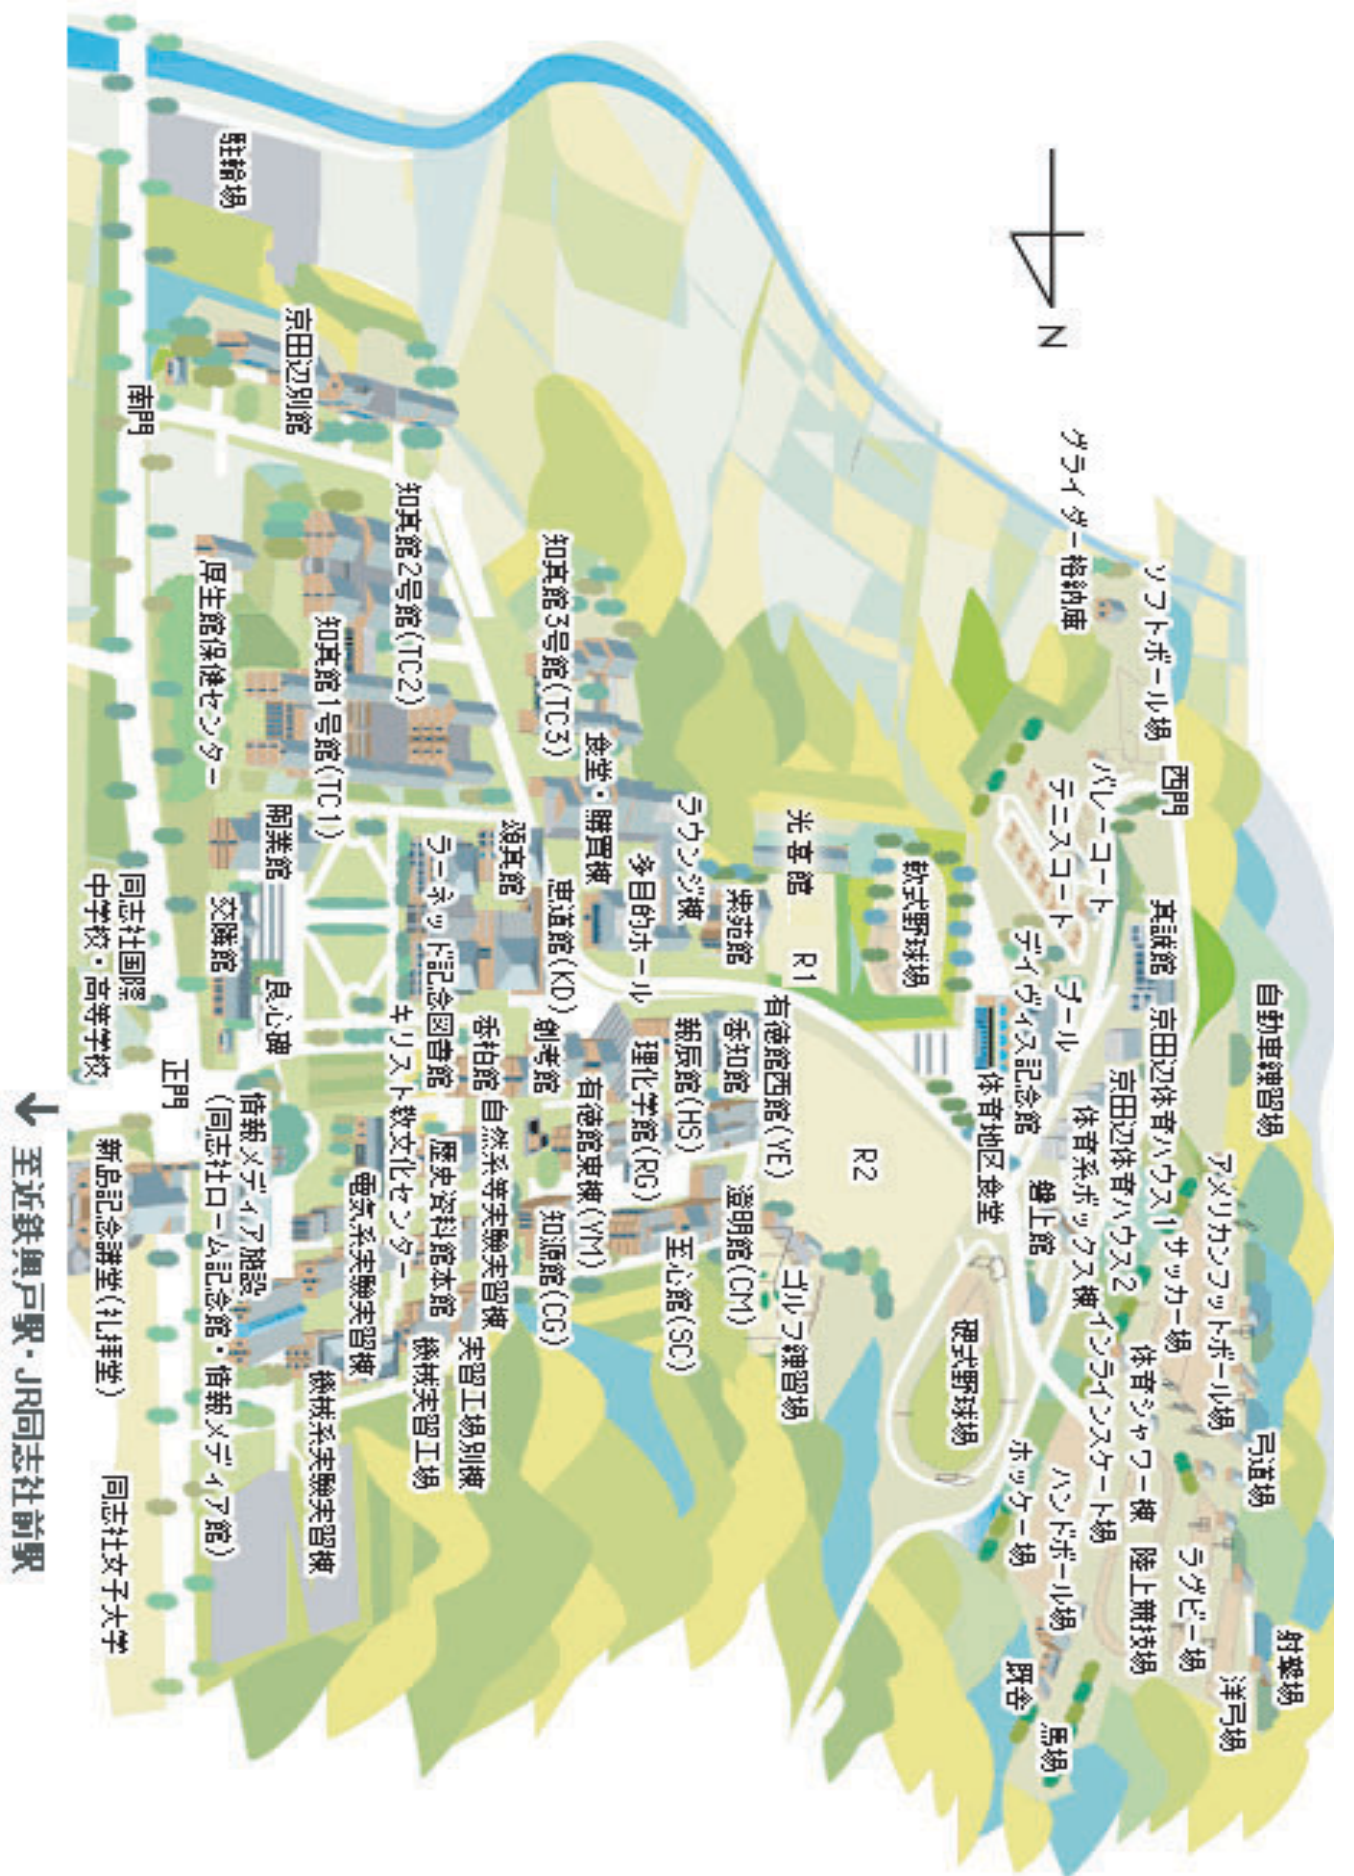 N
グライダー格納庫
ソフトボール場
西門
バレーコート
テニスコート
真誠館
自動車練習場
プール
デイヴィス記念館
京田辺体育ハウス1
京田辺体育ハウス2
アメリカンフットボール場
サッカー場
体育系ボックス棟
磐上館
体育地区食堂
インラインスケート場
体育シャワー棟
弓道場
射撃場
洋弓場
ラグビー場
陸上競技場
ハンドボール場
ホッケー場
厩舎
馬場
軟式野球場
硬式野球場
光喜館
R1
R2
ラウンジ棟
紫苑館
有徳館西館(YE)
香知館
報辰館(HS)
澄明館(CM)
ゴルフ練習場
多目的ホール
理化学館(RG)
至心館(SC)
食堂・購買棟
知真館3号館(TC3)
恵道館(KD)
創考館
有徳館東棟(YM)
知源館(CG)
頌真館
香柏館
自然系等実験実習棟
実習工場別棟
ラーネッド記念図書館
歴史資料館本館
機械実習工場
知真館2号館(TC2)
キリスト教文化センター
電気系実験実習棟
知真館1号館(TC1)
機械系実験実習棟
京田辺別館
開業館
良心碑
情報メディア施設
(同志社ローム記念館・情報メディア館)
駐輪場
厚生館保健センター
交隣館
南門
正門
同志社国際
中学校・高等学校
新島記念講堂(礼拝堂)
同志社女子大学
← 至近鉄興戸駅・JR同志社前駅